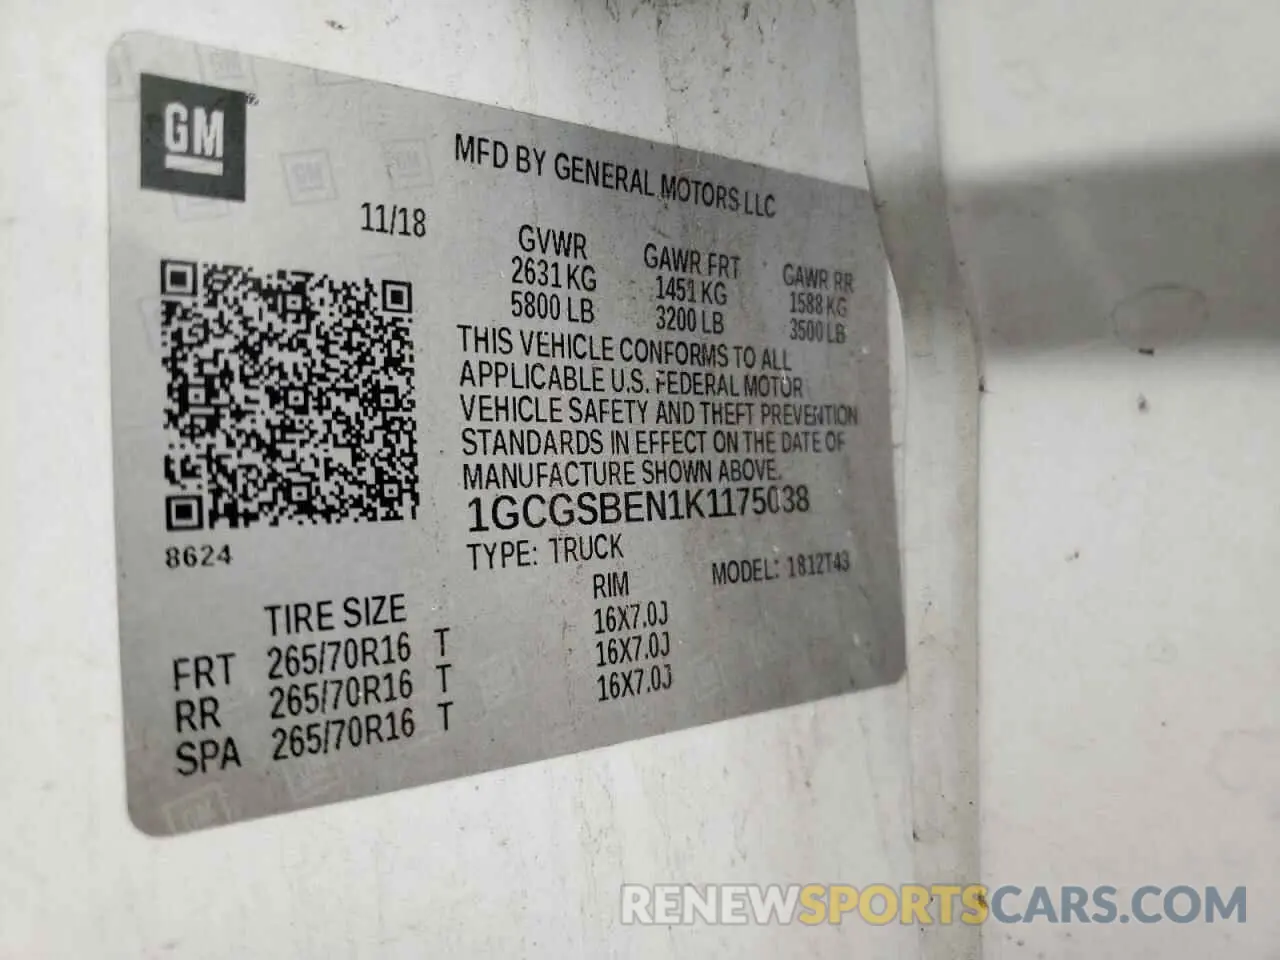 GM
MFD BY GENERAL MOTORS LLC
11/18
GVWR GAWR FRT GAWR RR
2631 KG 1451 KG 1588 KG
5800 LB 3200 LB 3500 LB
THIS VEHICLE CONFORMS TO ALL
APPLICABLE U.S. FEDERAL MOTOR
VEHICLE SAFETY AND THEFT PREVENTION
STANDARDS IN EFFECT ON THE DATE OF
MANUFACTURE SHOWN ABOVE.
1GCGSBEN1K1175038
8624
TYPE: TRUCK MODEL: 1812T43
TIRE SIZE RIM
FRT 265/70R16 T 16X7.0J
RR 265/70R16 T 16X7.0J
SPA 265/70R16 T 16X7.0J
RENEWSPORTSCARS.COM